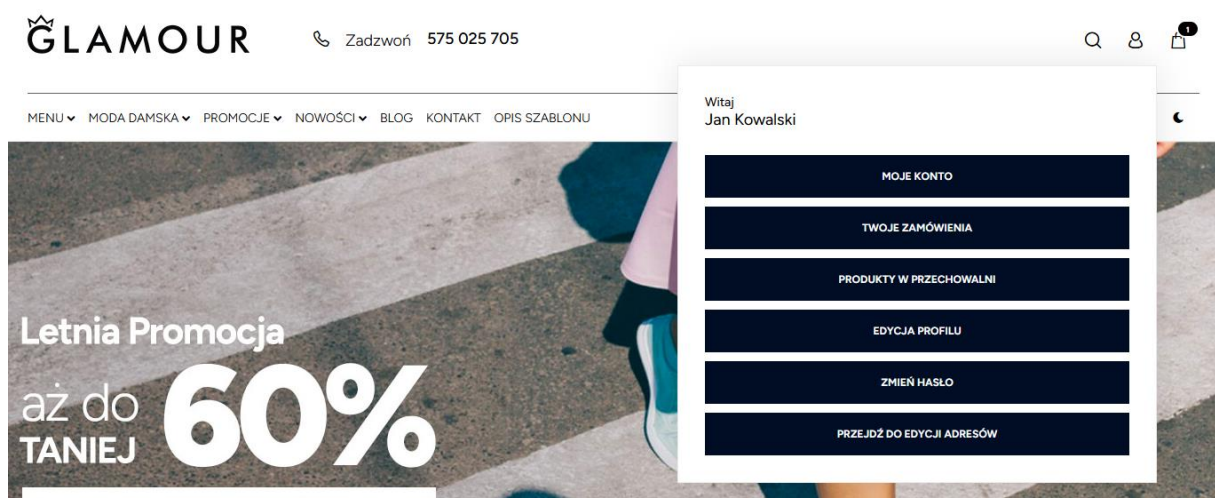 GLAMOUR
Zadzwoń 575 025 705
1
MENU MODA DAMSKA PROMOCJE NOWOŚCI BLOG KONTAKT OPIS SZABLONU
Witaj
Jan Kowalski
MOJE KONTO
TWOJE ZAMÓWIENIA
PRODUKTY W PRZECHOWALNI
EDYCJA PROFILU
ZMIEŃ HASŁO
PRZEJDŹ DO EDYCJI ADRESÓW
Letnia Promocja
aż do 60%
TANIEJ